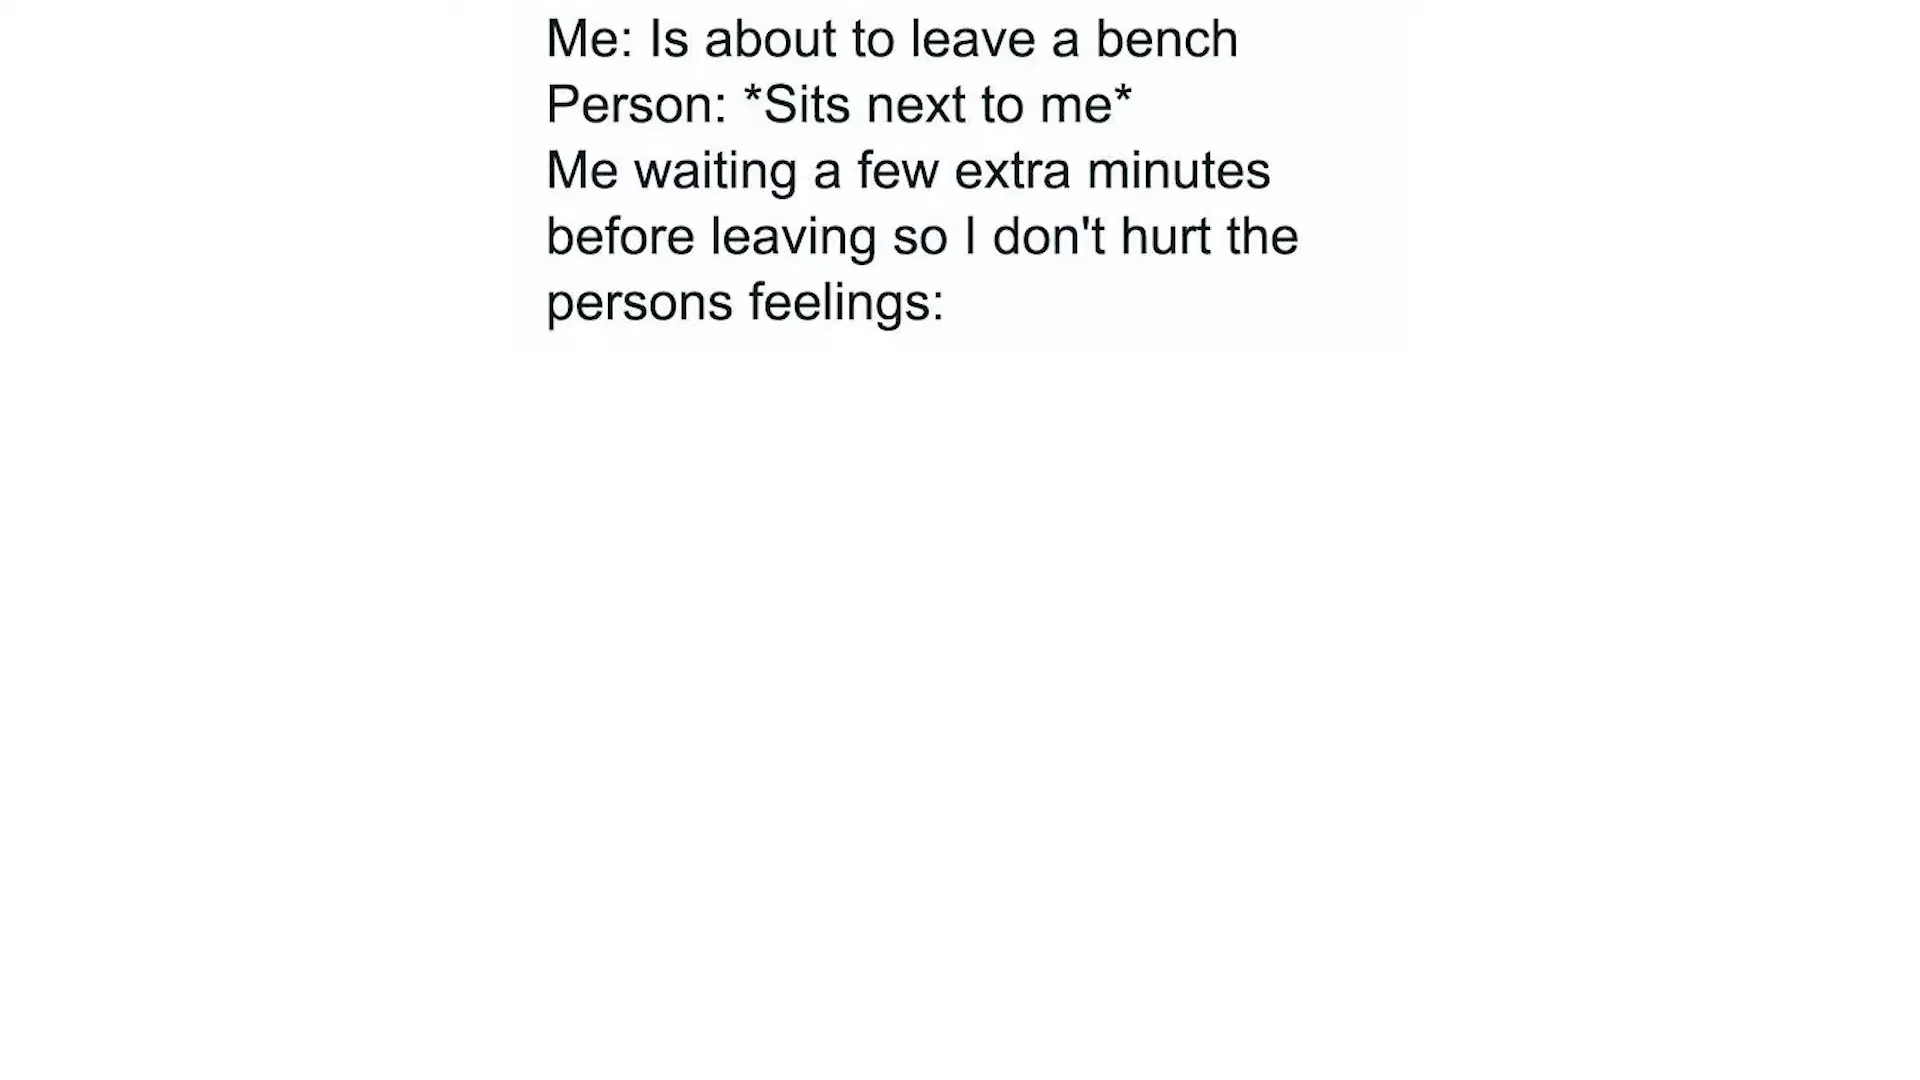 Me: Is about to leave a bench
Person: *Sits next to me*
Me waiting a few extra minutes
before leaving so I don't hurt the
persons feelings: